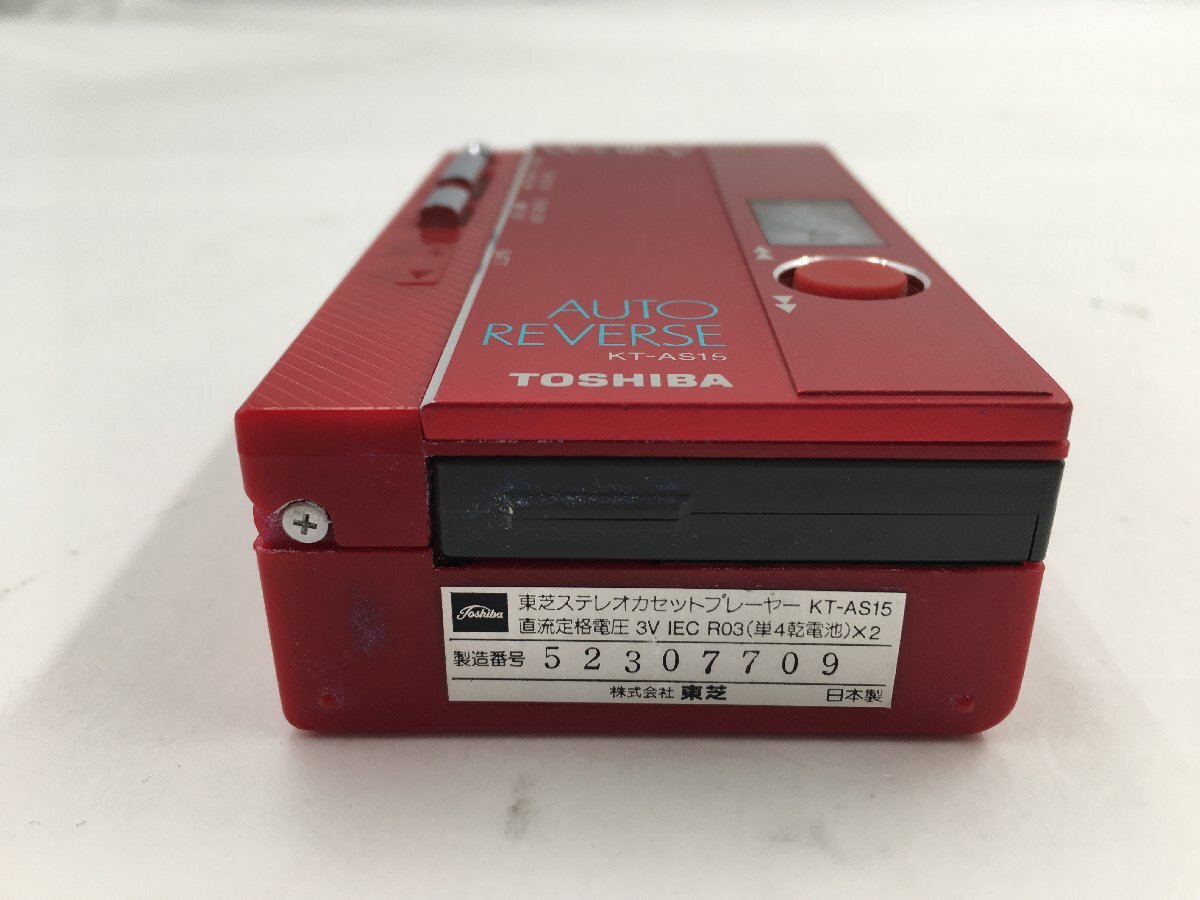 AUTO
REVERSE
KT-AS15
TOSHIBA
Toshiba
東芝ステレオカセットプレーヤー KT-AS15
直流定格電圧 3V IEC R03(単4乾電池)×2
製造番号 52307709
株式会社 東芝 日本製